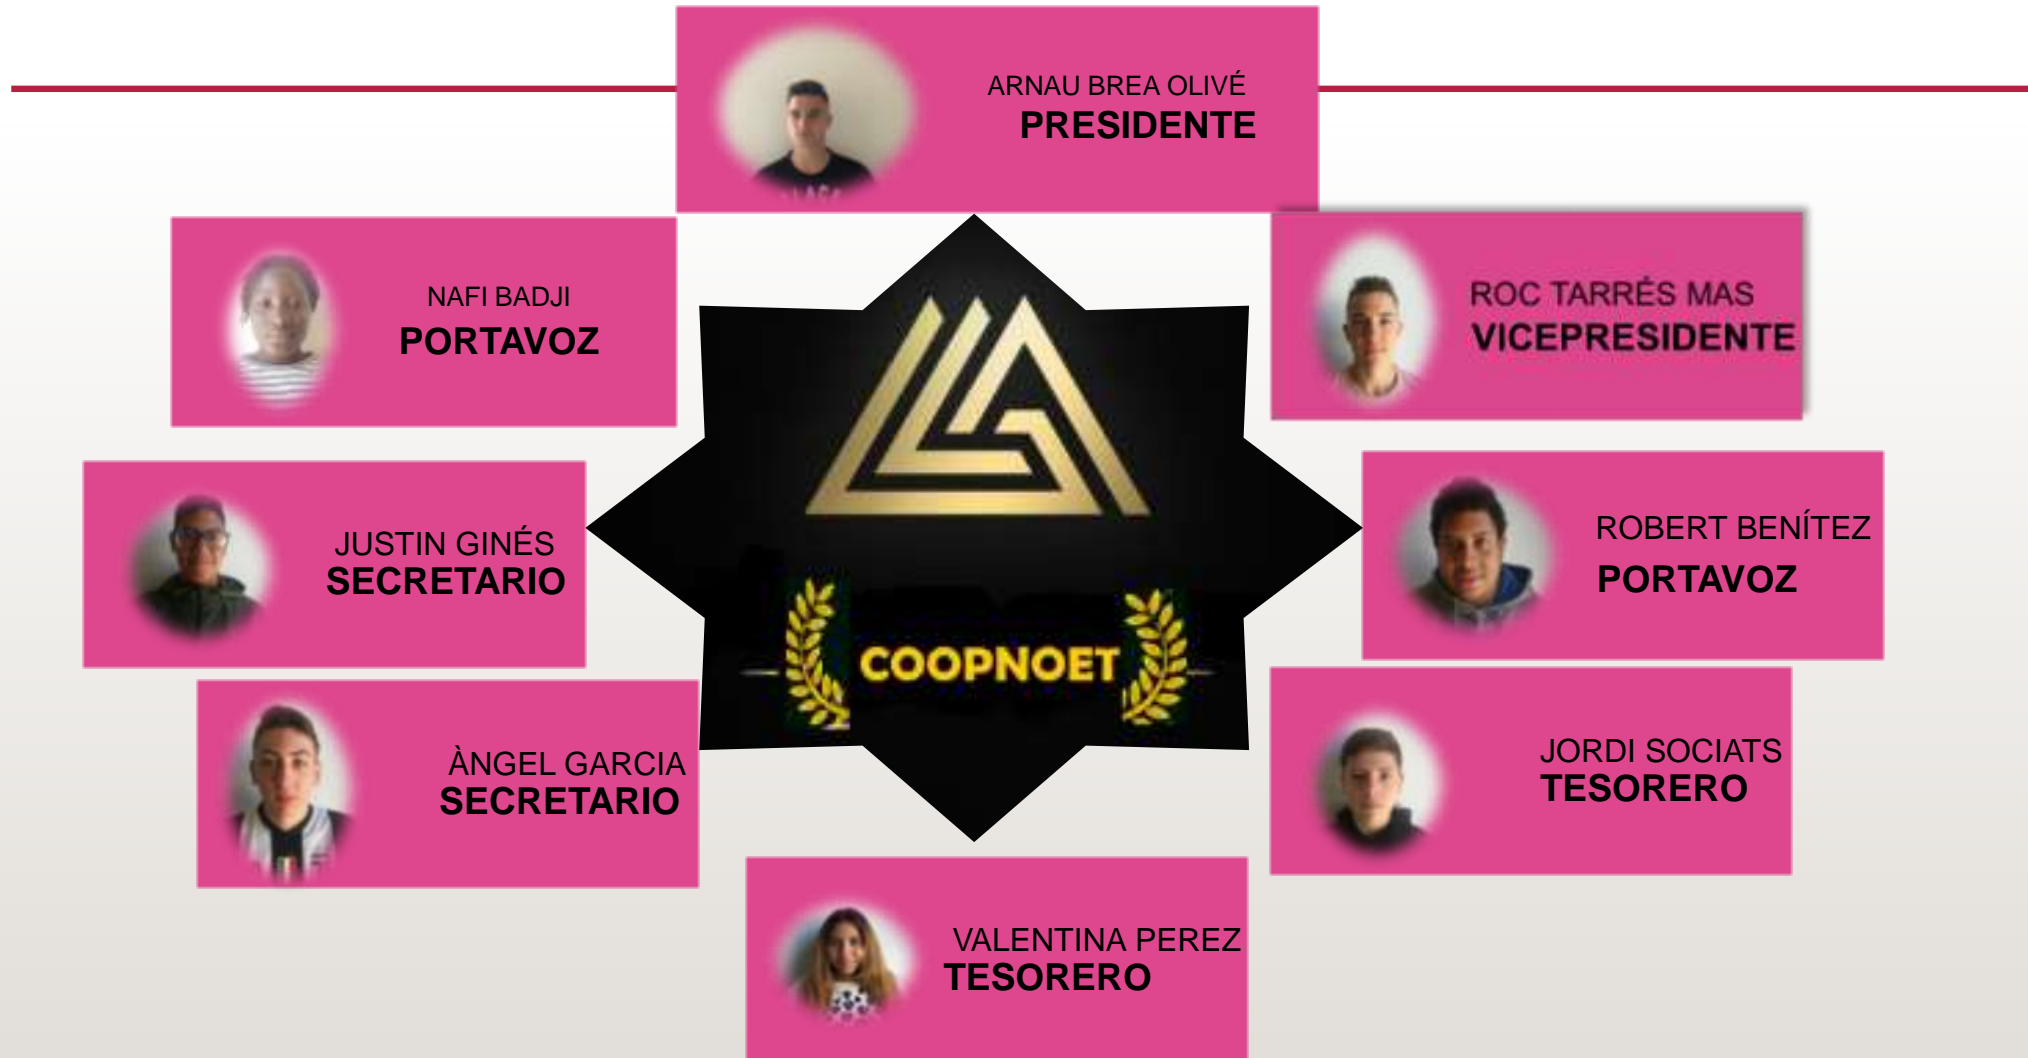 ARNAU BREA OLIVÉ
PRESIDENTE
NAFI BADJI
PORTAVOZ
ROC TARRÉS MAS
VICEPRESIDENTE
JUSTIN GINÉS
SECRETARIO
ROBERT BENÍTEZ
PORTAVOZ
COOPNOET
ÀNGEL GARCIA
SECRETARIO
JORDI SOCIATS
TESORERO
VALENTINA PEREZ
TESORERO